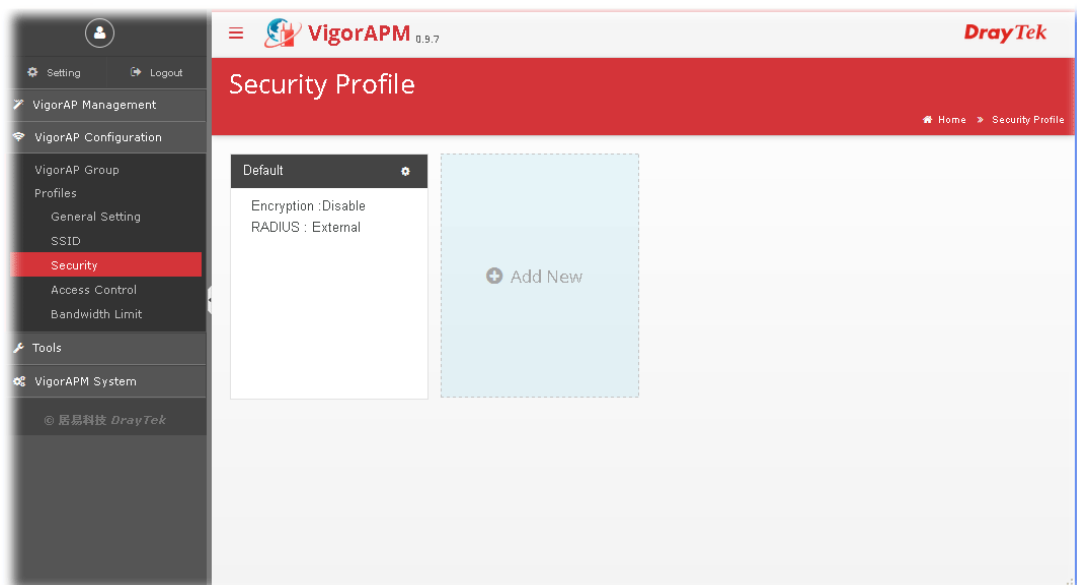 Setting
Logout
VigorAP Management
VigorAP Configuration
VigorAP Group
Profiles
General Setting
SSID
Security
Access Control
Bandwidth Limit
Tools
VigorAPM System
© 居易科技 DrayTek
VigorAPM 0.9.7
DrayTek
Security Profile
Home » Security Profile
Default
Encryption :Disable
RADIUS : External
Add New